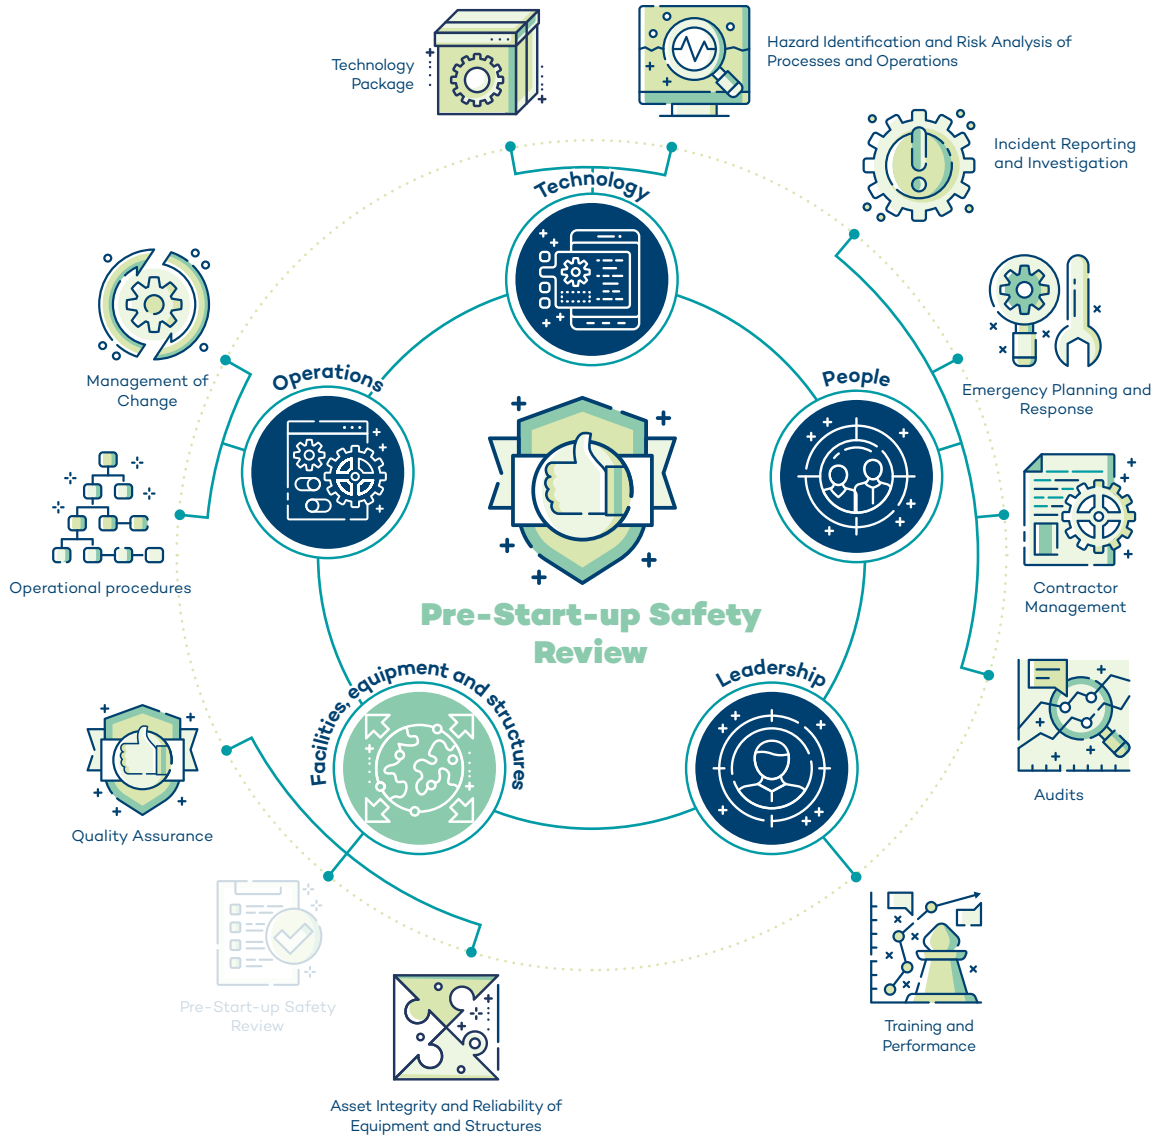 Technology
Package
Hazard Identification and Risk Analysis of
Processes and Operations
Incident Reporting
and Investigation
Technology
Management of
Change
Operations
People
Emergency Planning and
Response
Operational procedures
Contractor
Management
Pre-Start-up Safety
Review
Facilities, equipment and structures
Leadership
Quality Assurance
Audits
Pre-Start-up Safety
Review
Training and
Performance
Asset Integrity and Reliability of
Equipment and Structures